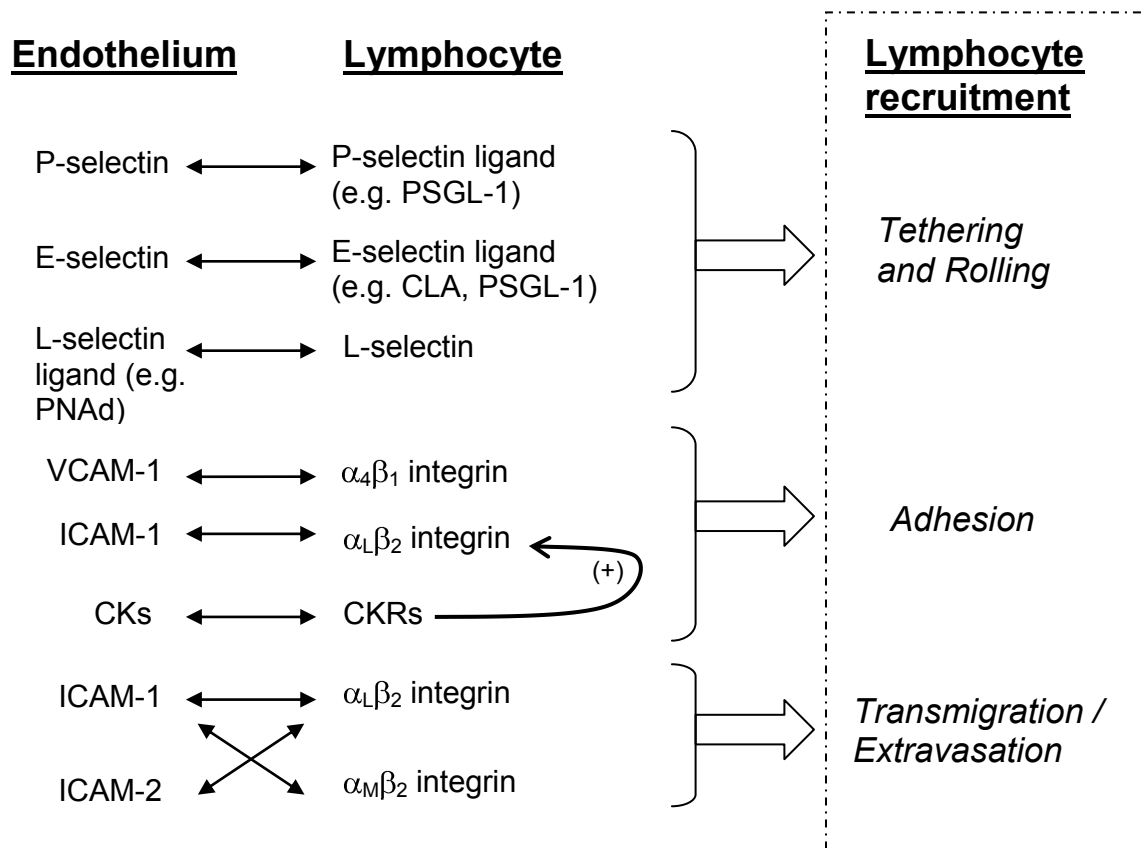 Endothelium
Lymphocyte
Lymphocyte
recruitment
P-selectin
P-selectin ligand
(e.g. PSGL-1)
E-selectin
E-selectin ligand
(e.g. CLA, PSGL-1)
L-selectin
ligand (e.g.
PNAd)
L-selectin
Tethering
and Rolling
VCAM-1
α4β1 integrin
ICAM-1
αLβ2 integrin
(+)
CKs
CKRs
Adhesion
ICAM-1
αLβ2 integrin
ICAM-2
αMβ2 integrin
Transmigration /
Extravasation